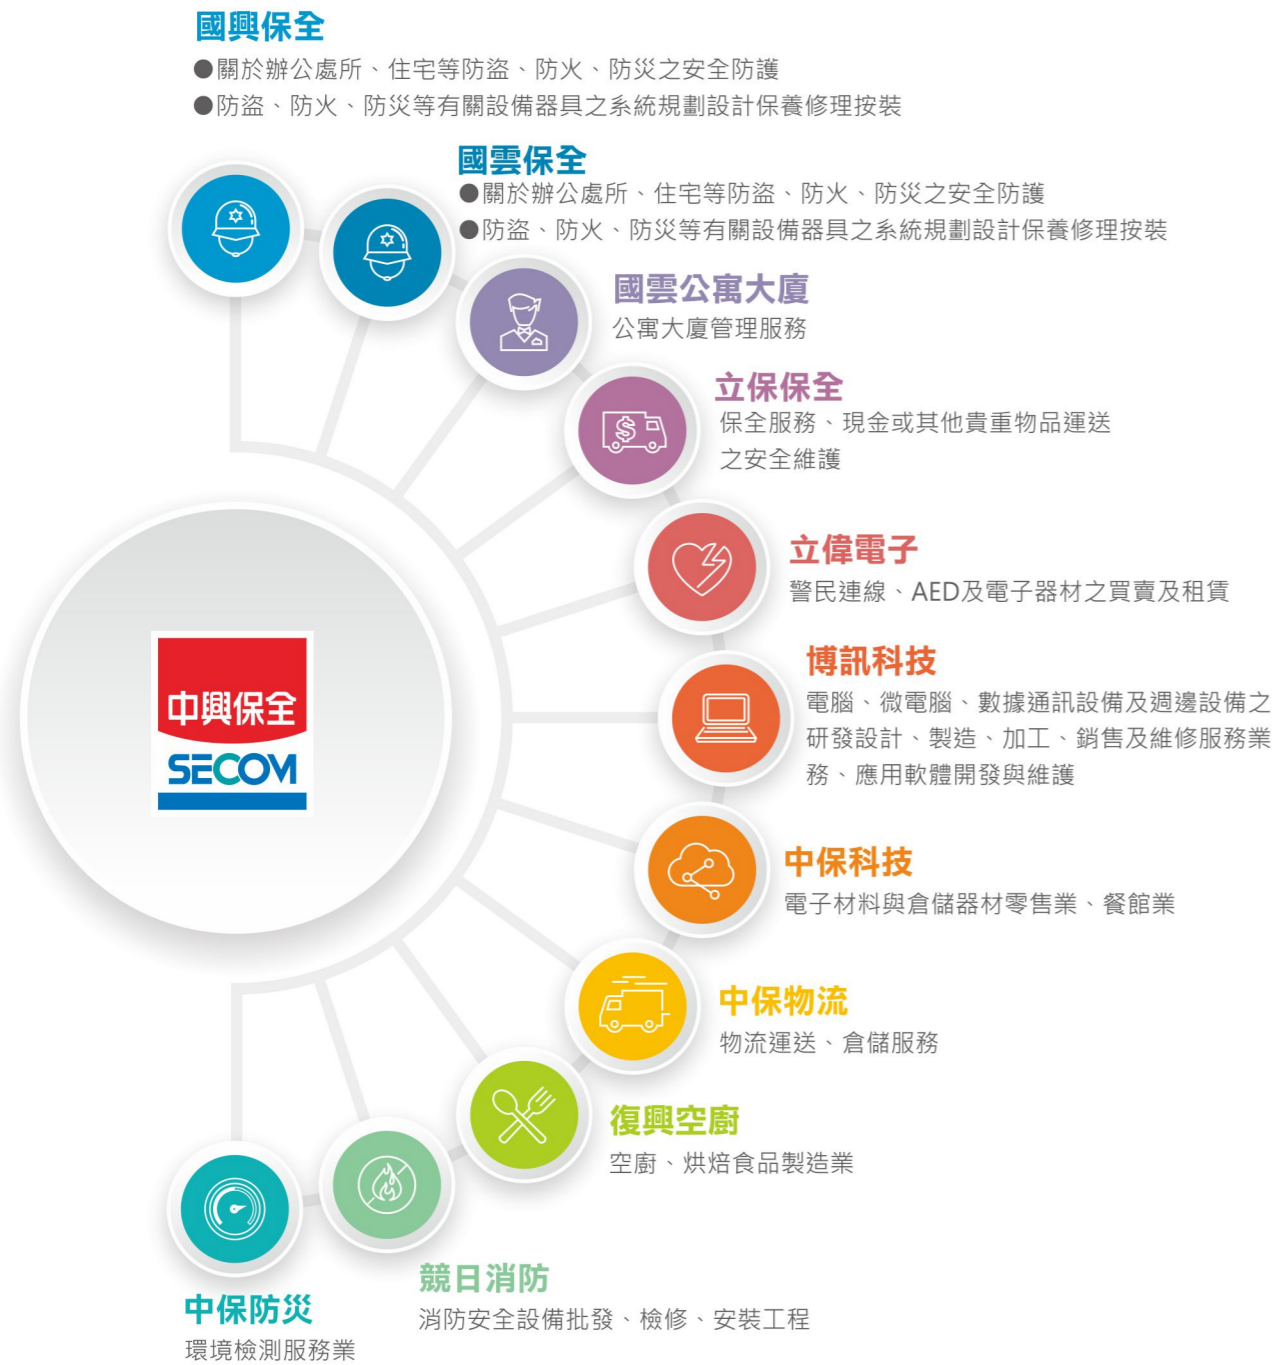 國興保全
●關於辦公處所、住宅等防盜、防火、防災之安全防護
●防盜、防火、防災等有關設備器具之系統規劃設計保養修理按裝
國雲保全
●關於辦公處所、住宅等防盜、防火、防災之安全防護
●防盜、防火、防災等有關設備器具之系統規劃設計保養修理按裝
國雲公寓大廈
公寓大廈管理服務
立保保全
保全服務、現金或其他貴重物品運送
之安全維護
立偉電子
警民連線、AED及電子器材之買賣及租賃
博訊科技
電腦、微電腦、數據通訊設備及週邊設備之
研發設計、製造、加工、銷售及維修服務業
務、應用軟體開發與維護
中興保全
SECOM
中保科技
電子材料與倉儲器材零售業、餐館業
中保物流
物流運送、倉儲服務
復興空廚
空廚、烘焙食品製造業
競日消防
消防安全設備批發、檢修、安裝工程
中保防災
環境檢測服務業